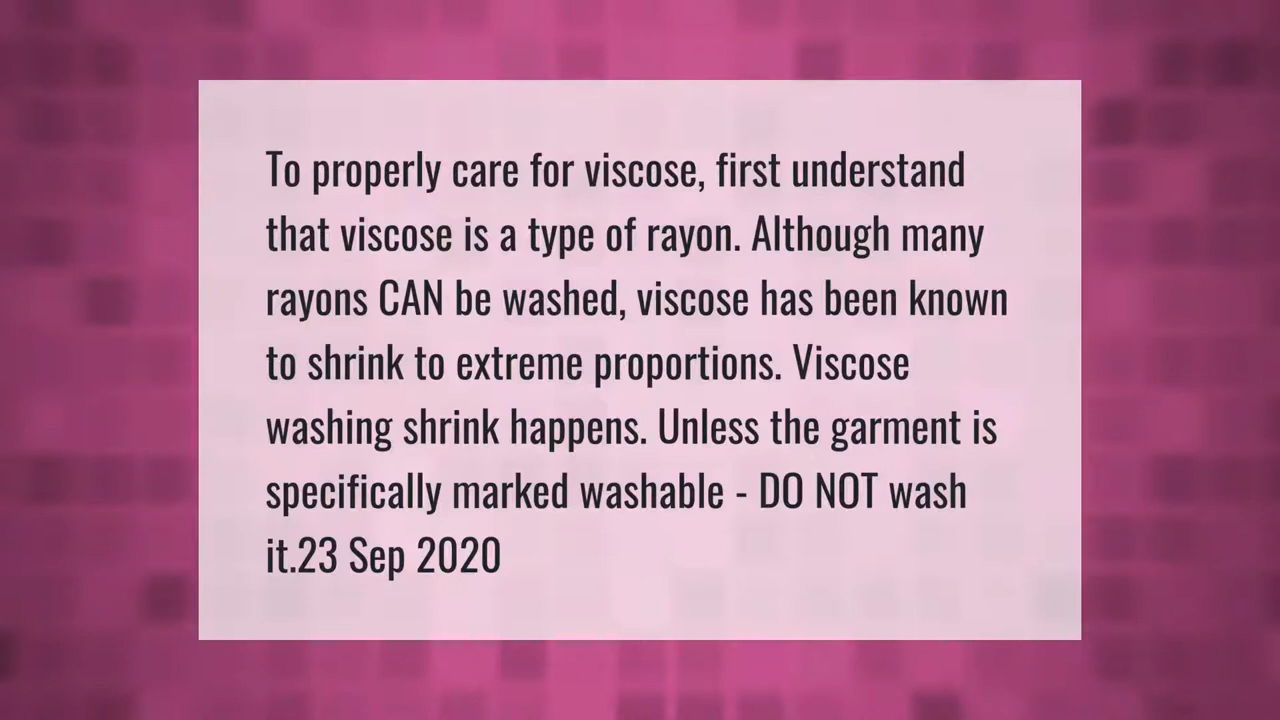 To properly care for viscose, first understand
that viscose is a type of rayon. Although many
rayons CAN be washed, viscose has been known
to shrink to extreme proportions. Viscose
washing shrink happens. Unless the garment is
specifically marked washable - DO NOT wash
it.23 Sep 2020